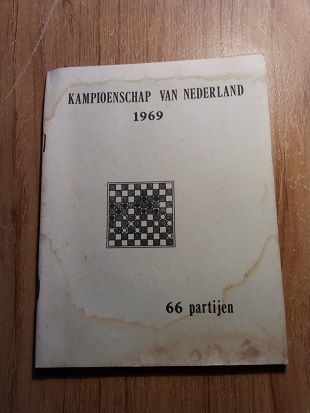 KAMPIOENSCHAP VAN NEDERLAND
1969
66 partijen